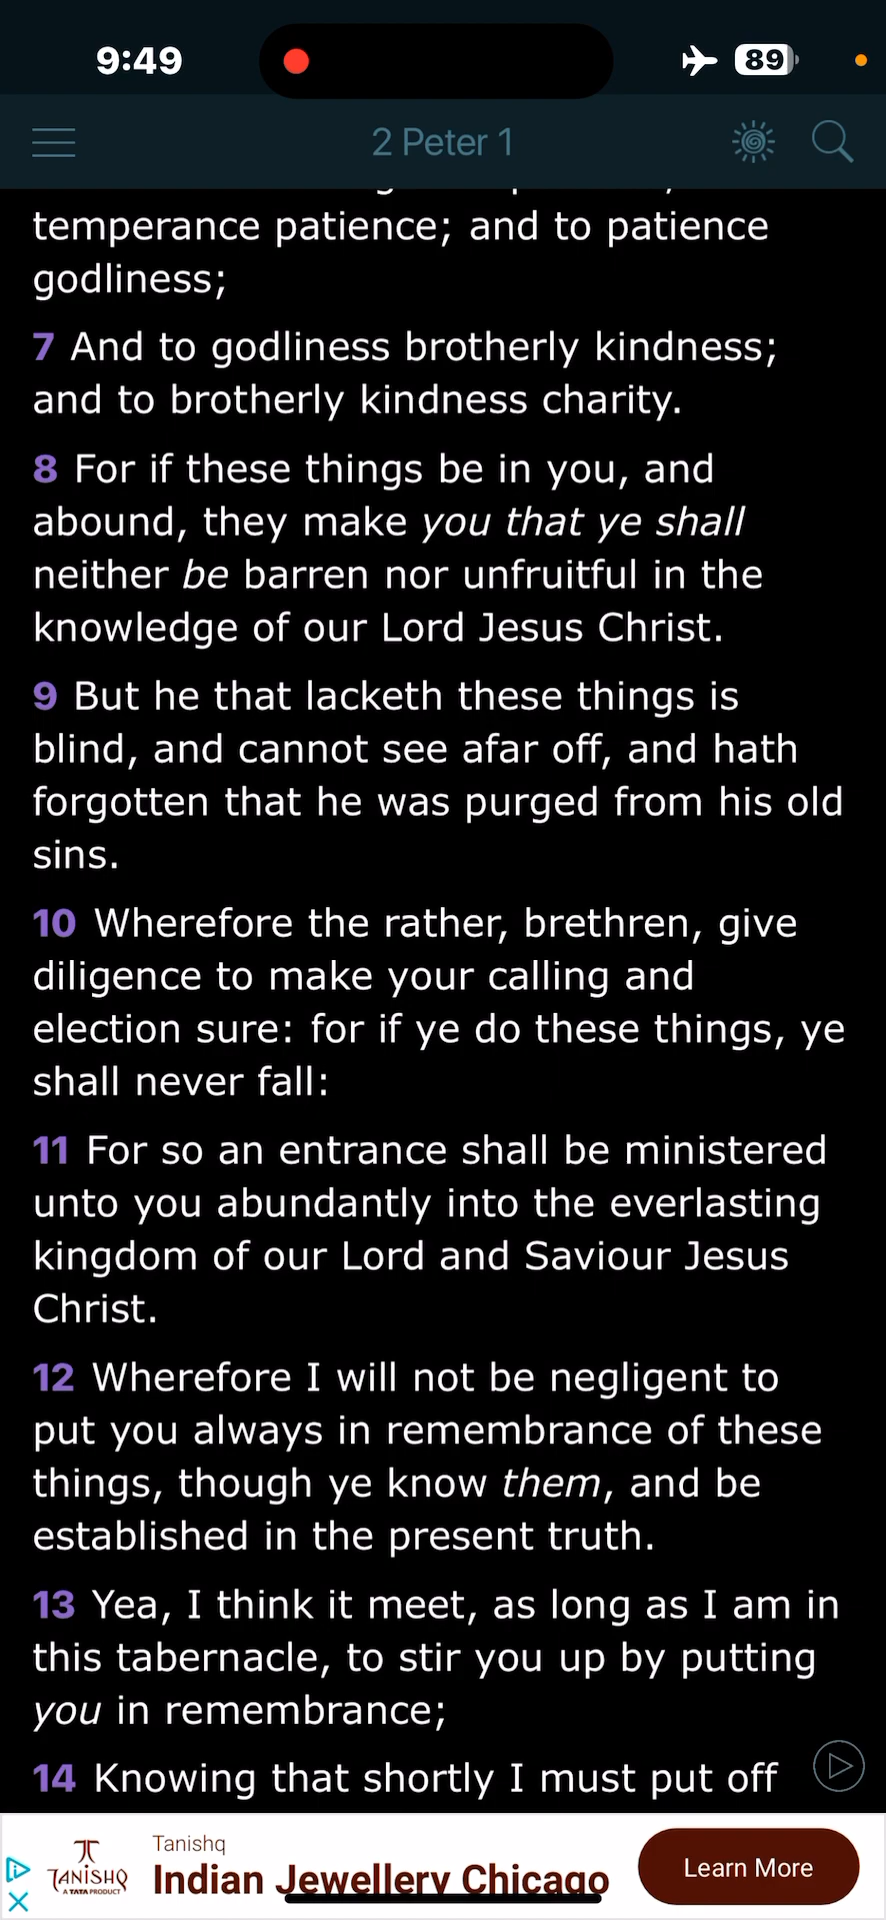 9:49
89
2 Peter 1
temperance patience; and to patience
godliness;
7 And to godliness brotherly kindness;
and to brotherly kindness charity.
8 For if these things be in you, and
abound, they make you that ye shall
neither be barren nor unfruitful in the
knowledge of our Lord Jesus Christ.
9 But he that lacketh these things is
blind, and cannot see afar off, and hath
forgotten that he was purged from his old
sins.
10 Wherefore the rather, brethren, give
diligence to make your calling and
election sure: for if ye do these things, ye
shall never fall:
11 For so an entrance shall be ministered
unto you abundantly into the everlasting
kingdom of our Lord and Saviour Jesus
Christ.
12 Wherefore I will not be negligent to
put you always in remembrance of these
things, though ye know them, and be
established in the present truth.
13 Yea, I think it meet, as long as I am in
this tabernacle, to stir you up by putting
you in remembrance;
14 Knowing that shortly I must put off
TANISHQ
A TATA PRODUCT
Tanishq
Indian Jewellery Chicago
Learn More